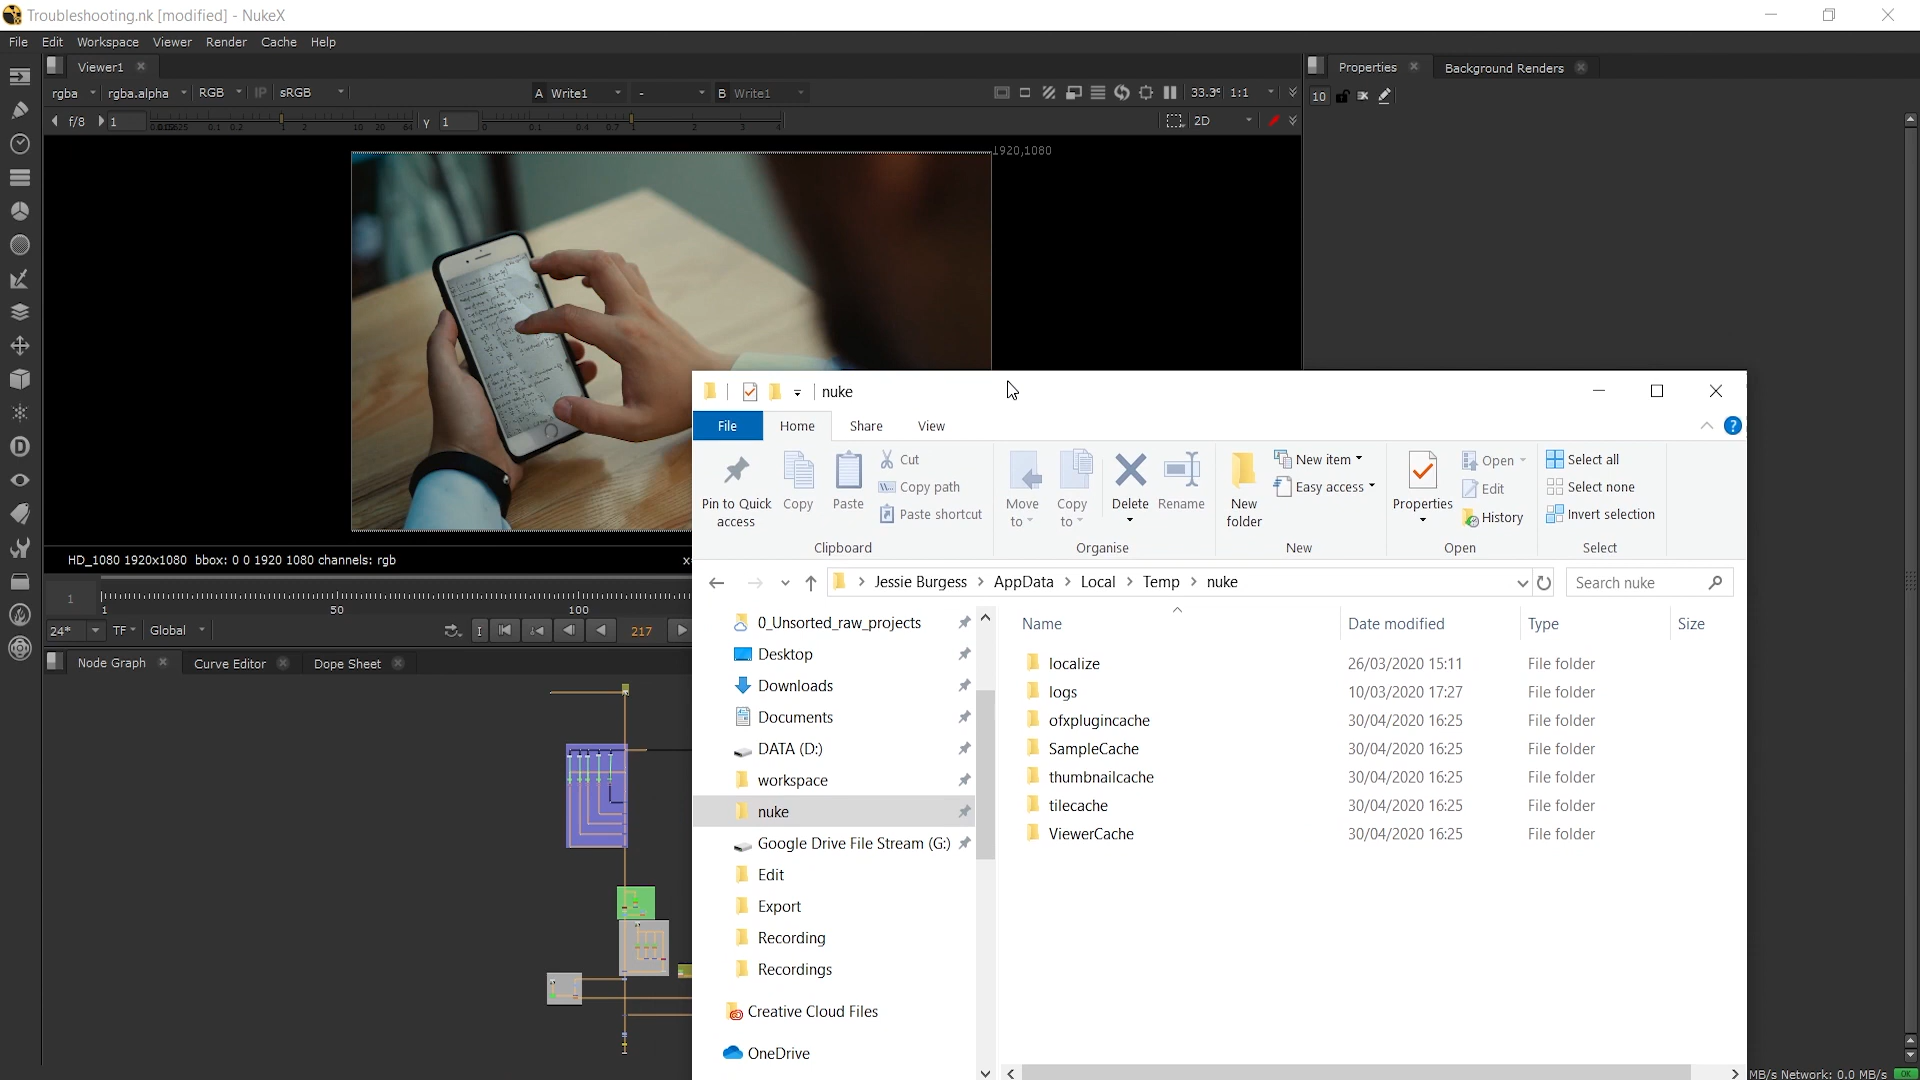 Troubleshooting.nk [modified] - NukeX
File Edit Workspace Viewer Render Cache Help
Viewer1
Properties
Background Renders
rgba rgba.alpha RGB IP sRGB A Write1 - B Write1 33.3 1:1
10
f/8 1 y 1 2D
1920,1080
HD_1080 1920x1080 bbox: 0 0 1920 1080 channels: rgb
x=
1
1 50 100
24* TF Global I 217
Node Graph Curve Editor Dope Sheet
nuke
File Home Share View
Pin to Quick access
Copy
Paste
Cut
Copy path
Paste shortcut
Clipboard
Move to
Copy to
Delete
Rename
Organise
New folder
New item
Easy access
New
Properties
Open
Edit
History
Open
Select all
Select none
Invert selection
Select
Jessie Burgess > AppData > Local > Temp > nuke
Search nuke
0_Unsorted_raw_projects
Desktop
Downloads
Documents
DATA (D:)
workspace
nuke
Google Drive File Stream (G:)
Edit
Export
Recording
Recordings
Creative Cloud Files
OneDrive
Name Date modified Type Size
localize 26/03/2020 15:11 File folder
logs 10/03/2020 17:27 File folder
ofxplugincache 30/04/2020 16:25 File folder
SampleCache 30/04/2020 16:25 File folder
thumbnailcache 30/04/2020 16:25 File folder
tilecache 30/04/2020 16:25 File folder
ViewerCache 30/04/2020 16:25 File folder
MB/s Network: 0.0 MB/s OK